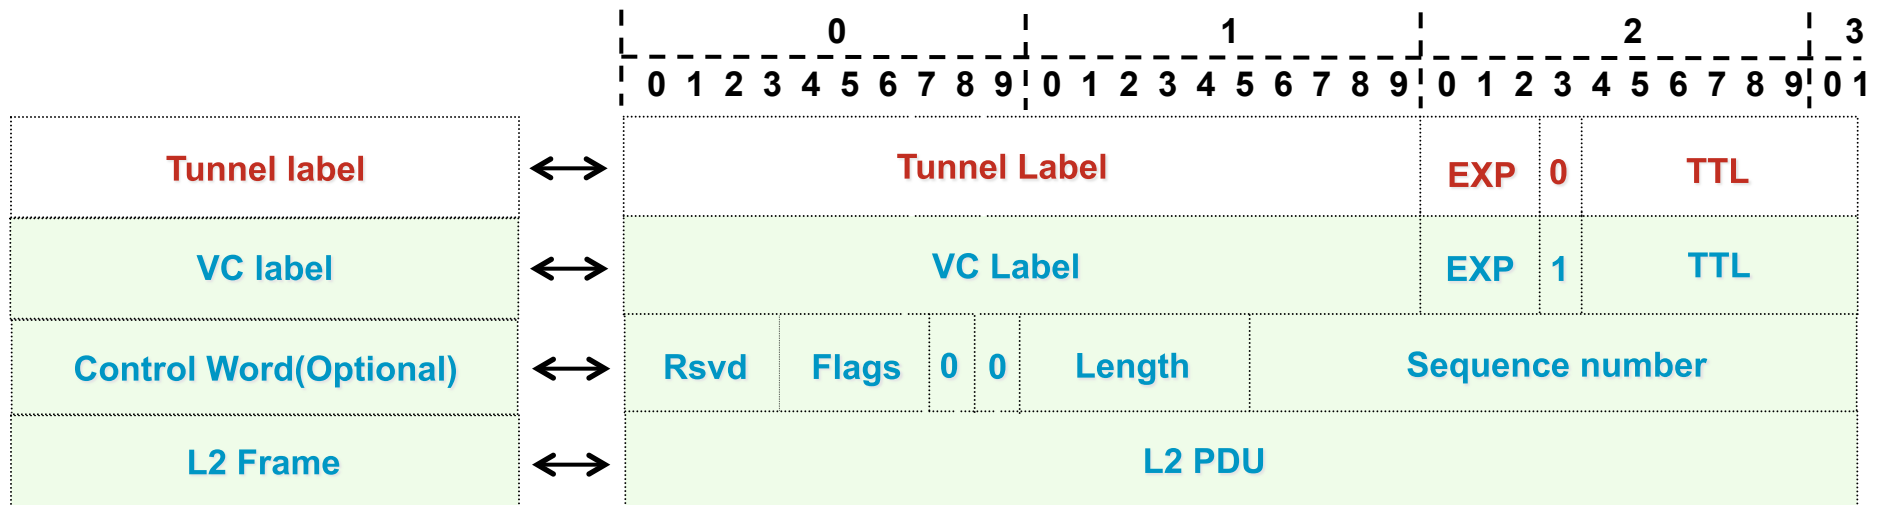 0 1 2 3
0 1 2 3 4 5 6 7 8 9 0 1 2 3 4 5 6 7 8 9 0 1 2 3 4 5 6 7 8 9 0 1
Tunnel label Tunnel Label EXP 0 TTL
VC label VC Label EXP 1 TTL
Control Word(Optional) Rsvd Flags 0 0 Length Sequence number
L2 Frame L2 PDU